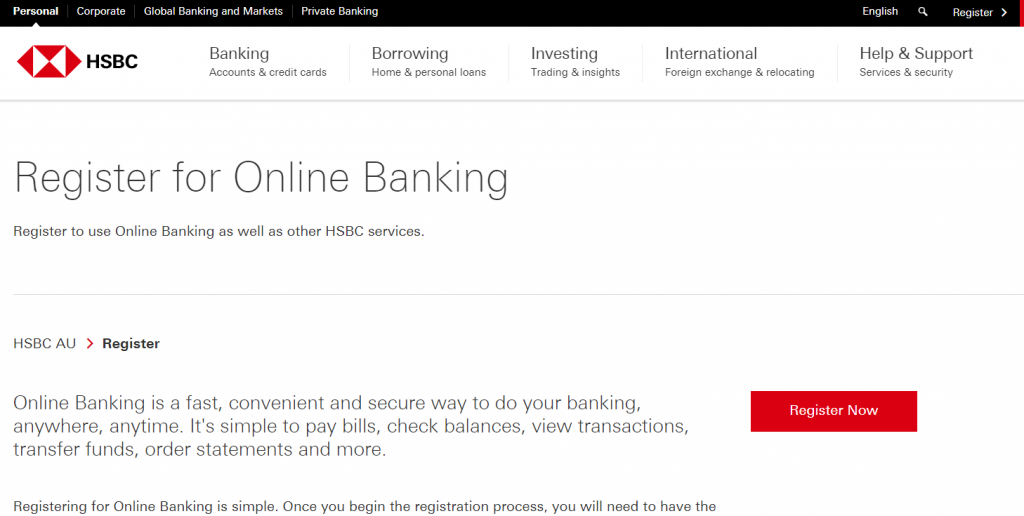 Personal Corporate Global Banking and Markets Private Banking English Register
HSBC
Banking Borrowing Investing International Help & Support
Accounts & credit cards Home & personal loans Trading & insights Foreign exchange & relocating Services & security
Register for Online Banking
Register to use Online Banking as well as other HSBC services.
HSBC AU Register
Online Banking is a fast, convenient and secure way to do your banking,
anywhere, anytime. It's simple to pay bills, check balances, view transactions,
transfer funds, order statements and more.
Register Now
Registering for Online Banking is simple. Once you begin the registration process, you will need to have the